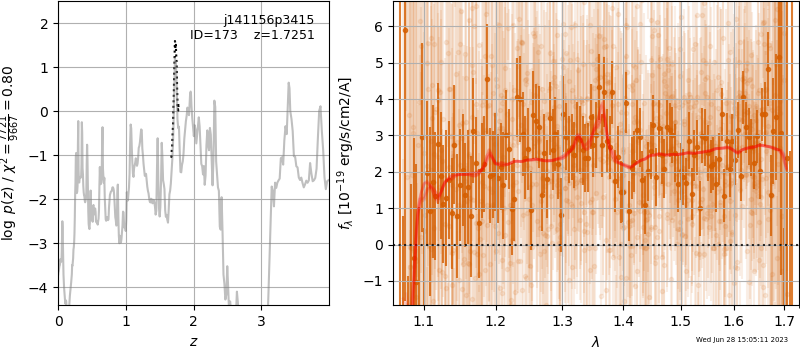 j141156p3415
ID=173 z=1.7251
log p(z) / χ² = 7721/9667 = 0.80
2
1
0
−1
−2
−3
−4
0 1 2 3
z
fλ [10⁻¹⁹ erg/s/cm2/A]
6
5
4
3
2
1
0
−1
1.1 1.2 1.3 1.4 1.5 1.6 1.7
λ
Wed Jun 28 15:05:11 2023